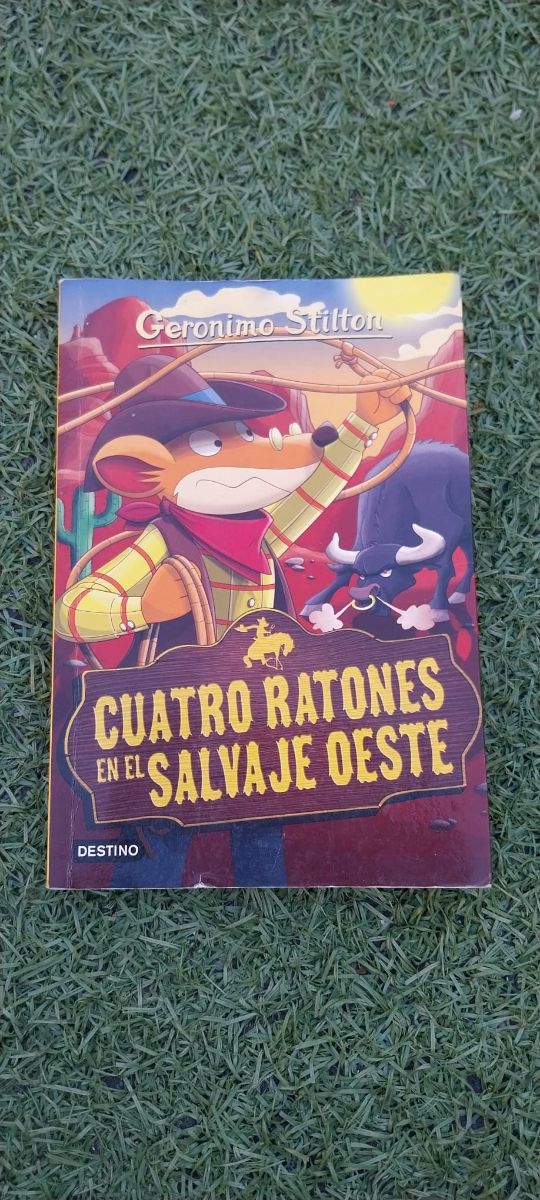 Geronimo Stilton
CUATRO RATONES
EN EL SALVAJE OESTE
DESTINO